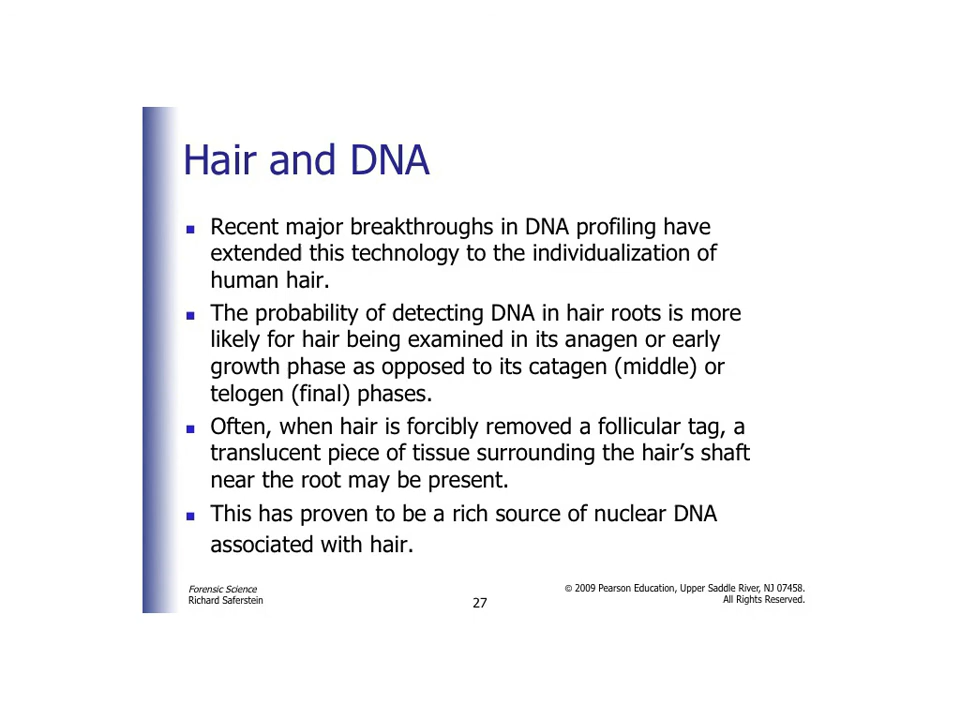 Hair and DNA
Recent major breakthroughs in DNA profiling have
extended this technology to the individualization of
human hair.
The probability of detecting DNA in hair roots is more
likely for hair being examined in its anagen or early
growth phase as opposed to its catagen (middle) or
telogen (final) phases.
Often, when hair is forcibly removed a follicular tag, a
translucent piece of tissue surrounding the hair’s shaft
near the root may be present.
This has proven to be a rich source of nuclear DNA
associated with hair.
Forensic Science
Richard Saferstein
27
© 2009 Pearson Education, Upper Saddle River, NJ 07458.
All Rights Reserved.